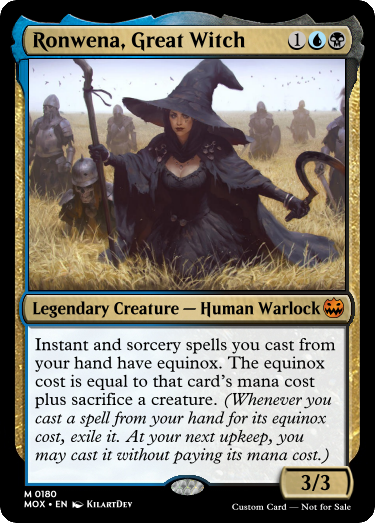 Ronwena, Great Witch 1
Legendary Creature — Human Warlock
Instant and sorcery spells you cast from
your hand have equinox. The equinox
cost is equal to that card's mana cost
plus sacrifice a creature. (Whenever you
cast a spell from your hand for its equinox
cost, exile it. At your next upkeep, you
may cast it without paying its mana cost.)
3/3
M 0180
MOX • EN KilartDev
Custom Card — Not for Sale